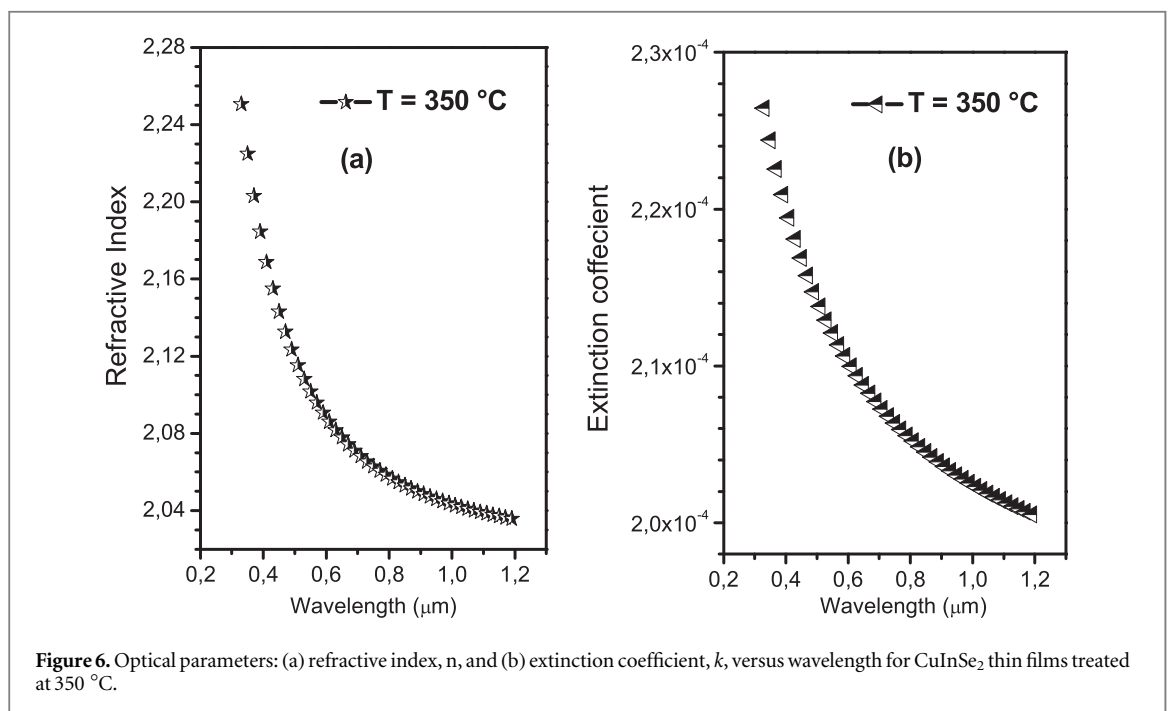 2,28
2,24
2,20
2,16
2,12
2,08
2,04
0,2 0,4 0,6 0,8 1,0 1,2
Refractive Index
Wavelength (μm)
T = 350 °C
(a)
2,3x10⁻⁴
2,2x10⁻⁴
2,1x10⁻⁴
2,0x10⁻⁴
0,2 0,4 0,6 0,8 1,0 1,2
Extinction coffecient
Wavelength (μm)
T = 350 °C
(b)
Figure 6. Optical parameters: (a) refractive index, n, and (b) extinction coefficient, k, versus wavelength for CuInSe₂ thin films treated
at 350 °C.